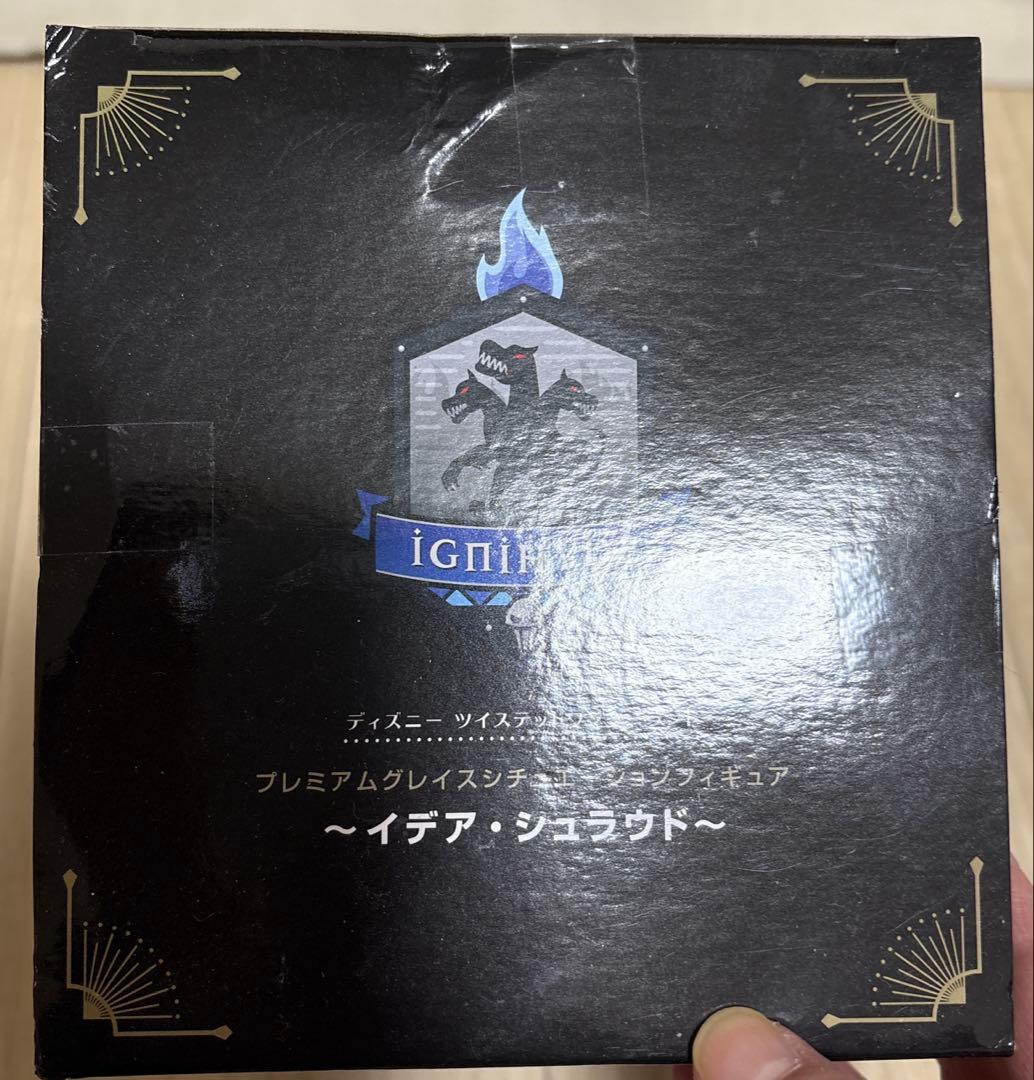 ディズニー ツイステッド
プレミアムグレイスシチュエーションフィギュア
～イデア・シュラウド～